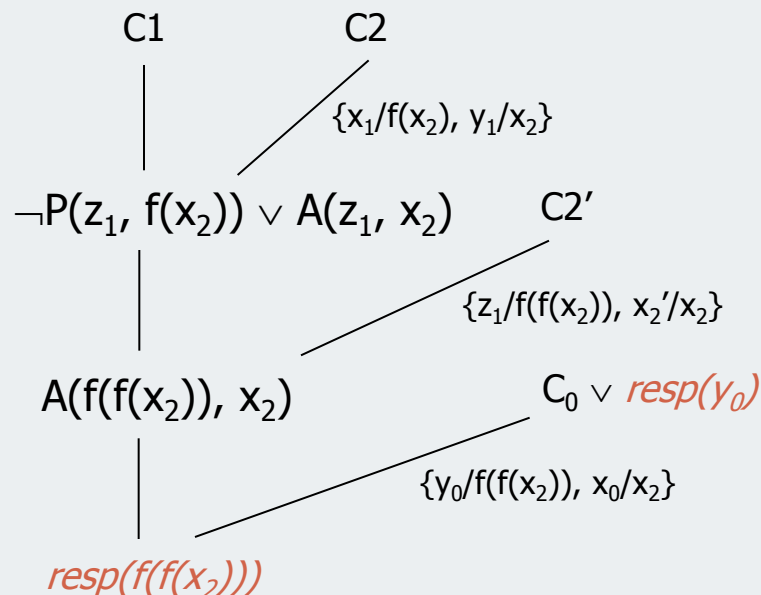 C1 C2
{x₁/f(x₂), y₁/x₂}
¬P(z₁, f(x₂)) ∨ A(z₁, x₂) C2'
{z₁/f(f(x₂)), x₂'/x₂}
A(f(f(x₂)), x₂) C₀ ∨ resp(y₀)
{y₀/f(f(x₂)), x₀/x₂}
resp(f(f(x₂)))